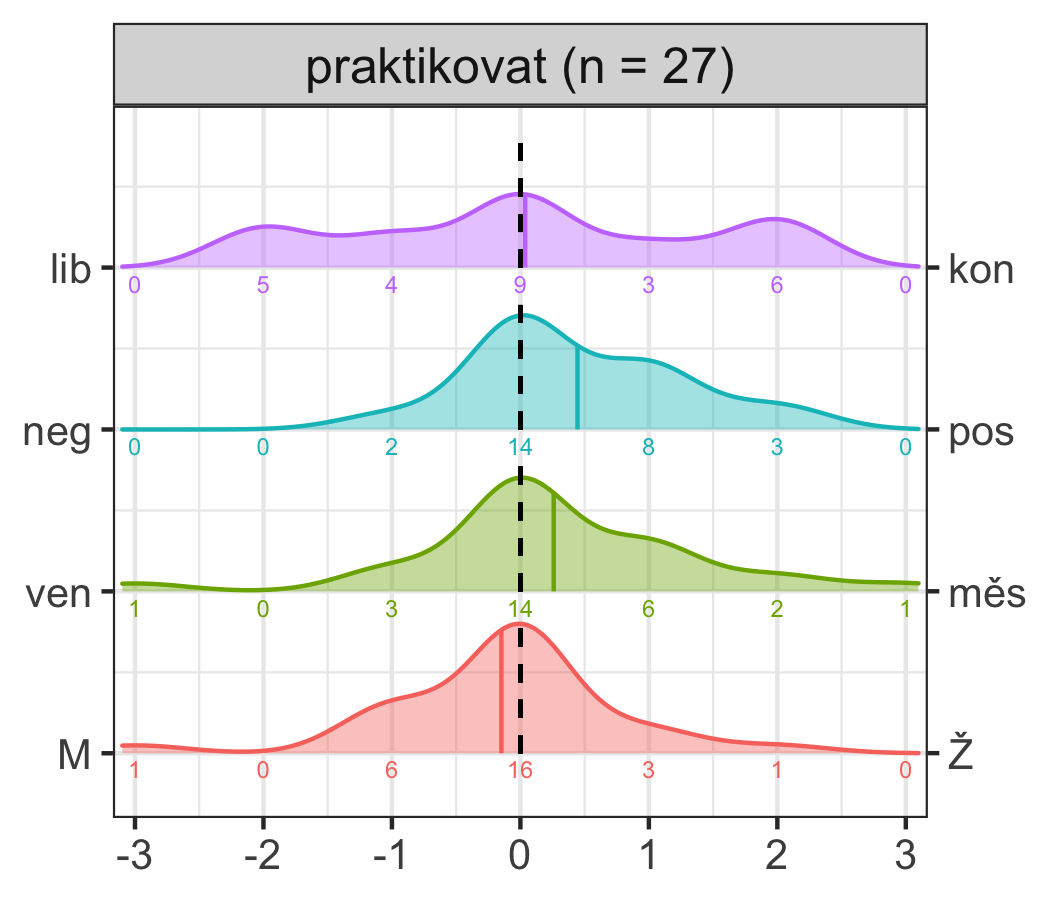 praktikovat (n = 27)
lib kon
0 5 4 9 3 6 0
neg pos
0 0 2 14 8 3 0
ven měs
1 0 3 14 6 2 1
M Ž
1 0 6 16 3 1 0
-3 -2 -1 0 1 2 3